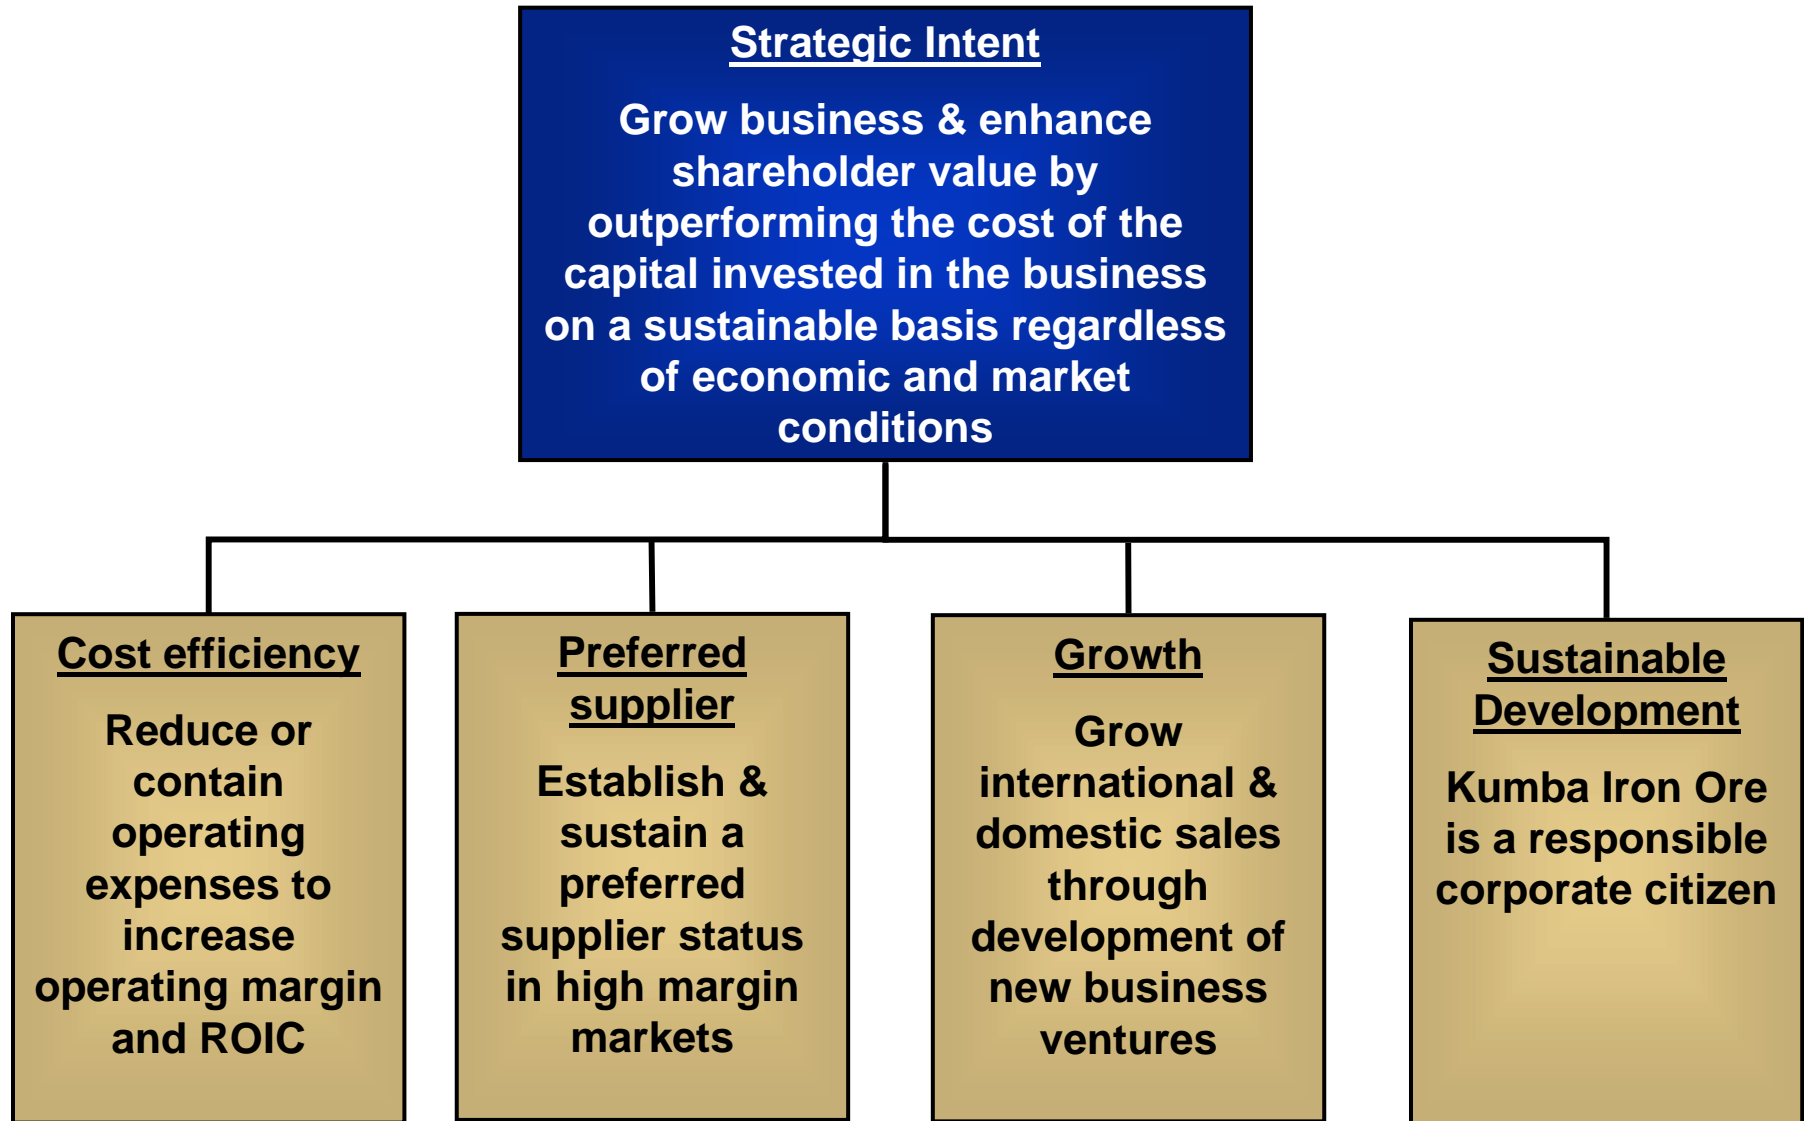 Strategic Intent
Grow business & enhance
shareholder value by
outperforming the cost of the
capital invested in the business
on a sustainable basis regardless
of economic and market
conditions
Cost efficiency
Reduce or
contain
operating
expenses to
increase
operating margin
and ROIC
Preferred
supplier
Establish &
sustain a
preferred
supplier status
in high margin
markets
Growth
Grow
international &
domestic sales
through
development of
new business
ventures
Sustainable
Development
Kumba Iron Ore
is a responsible
corporate citizen